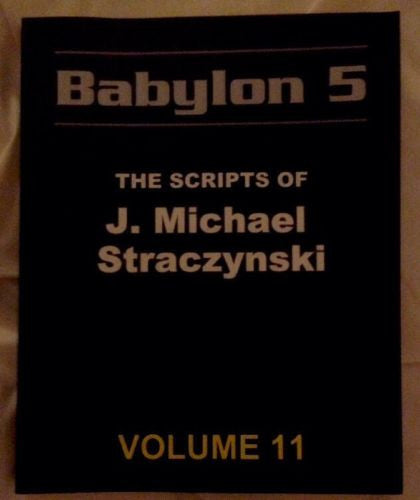 Babylon 5
THE SCRIPTS OF
J. Michael
Straczynski
VOLUME 11